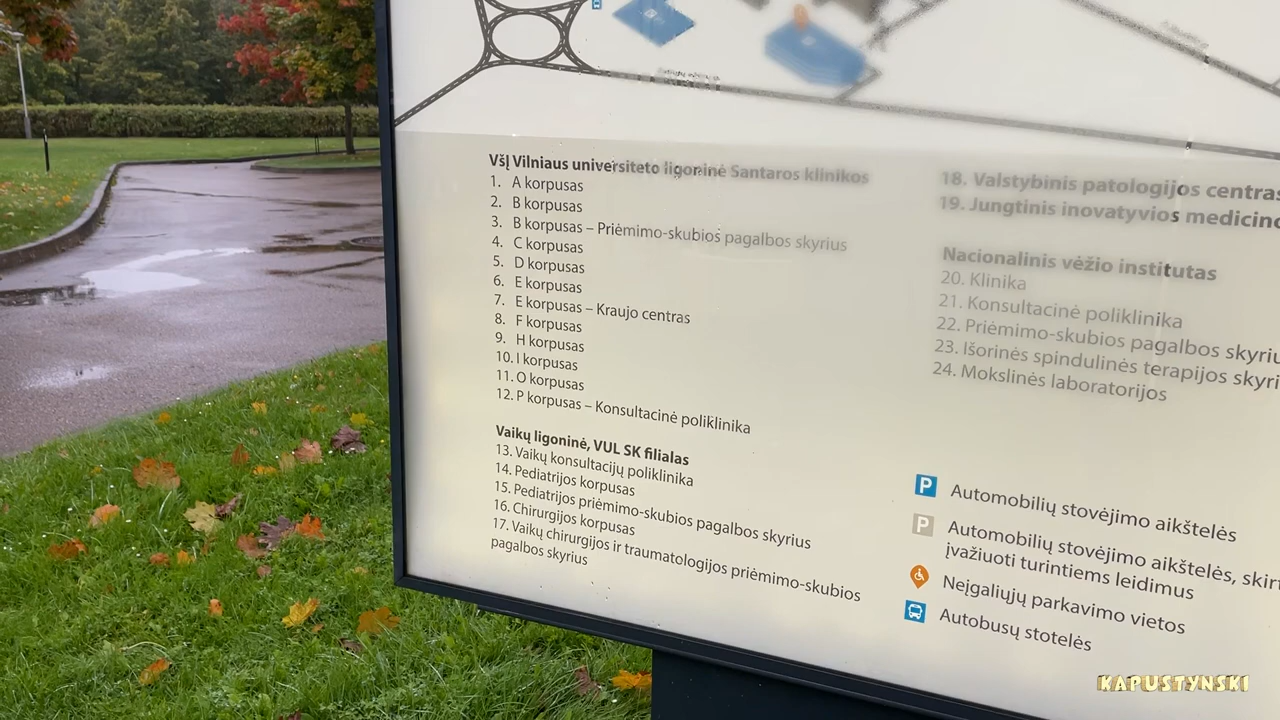 VšĮ Vilniaus universiteto ligoninė Santaros klinikos
1. A korpusas
2. B korpusas
3. B korpusas – Priėmimo-skubios pagalbos skyrius
4. C korpusas
5. D korpusas
6. E korpusas
7. E korpusas – Kraujo centras
8. F korpusas
9. H korpusas
10. I korpusas
11. O korpusas
12. P korpusas – Konsultacinė poliklinika
Vaikų ligoninė, VUL SK filialas
13. Vaikų konsultacijų poliklinika
14. Pediatrijos korpusas
15. Pediatrijos priėmimo-skubios pagalbos skyrius
16. Chirurgijos korpusas
17. Vaikų chirurgijos ir traumatologijos priėmimo-skubios
pagalbos skyrius
18. Valstybinis patologijos centras
19. Jungtinis inovatyvios medicino
Nacionalinis vėžio institutas
20. Klinika
21. Konsultacinė poliklinika
22. Priėmimo-skubios pagalbos skyriu
23. Išorinės spindulinės terapijos skyri
24. Mokslinės laboratorijos
P Automobilių stovėjimo aikštelės
P Automobilių stovėjimo aikštelės, skir
įvažiuoti turintiems leidimus
Neįgaliųjų parkavimo vietos
Autobusų stotelės
KAPUSTYNSKI